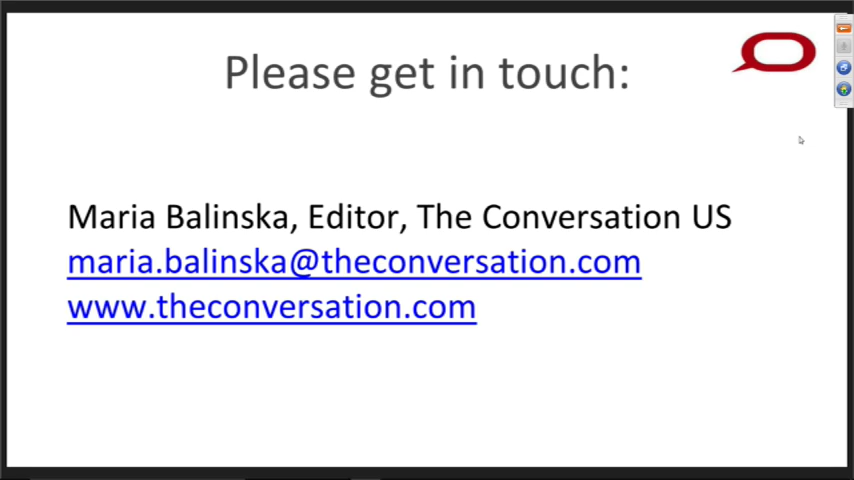 Please get in touch:
Maria Balinska, Editor, The Conversation US
maria.balinska@theconversation.com
www.theconversation.com